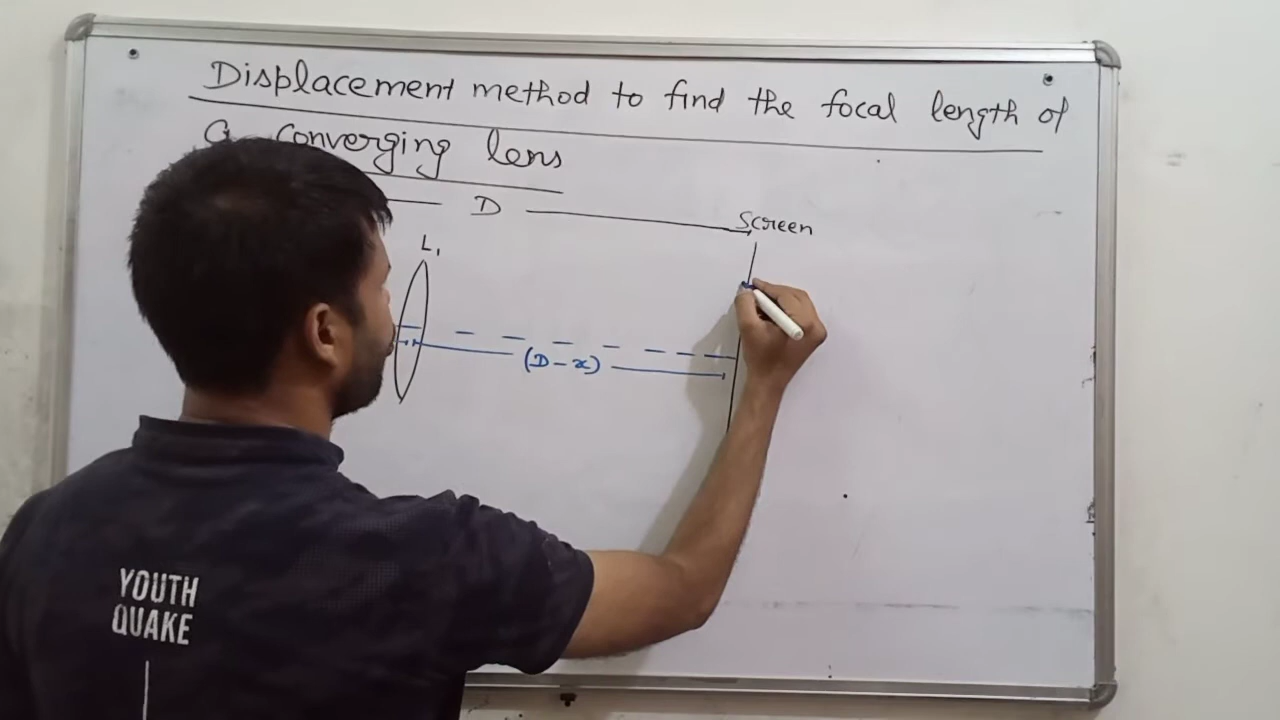 Displacement method to find the focal length of
a converging lens
D
Screen
L₁
(D-x)
YOUTH
QUAKE